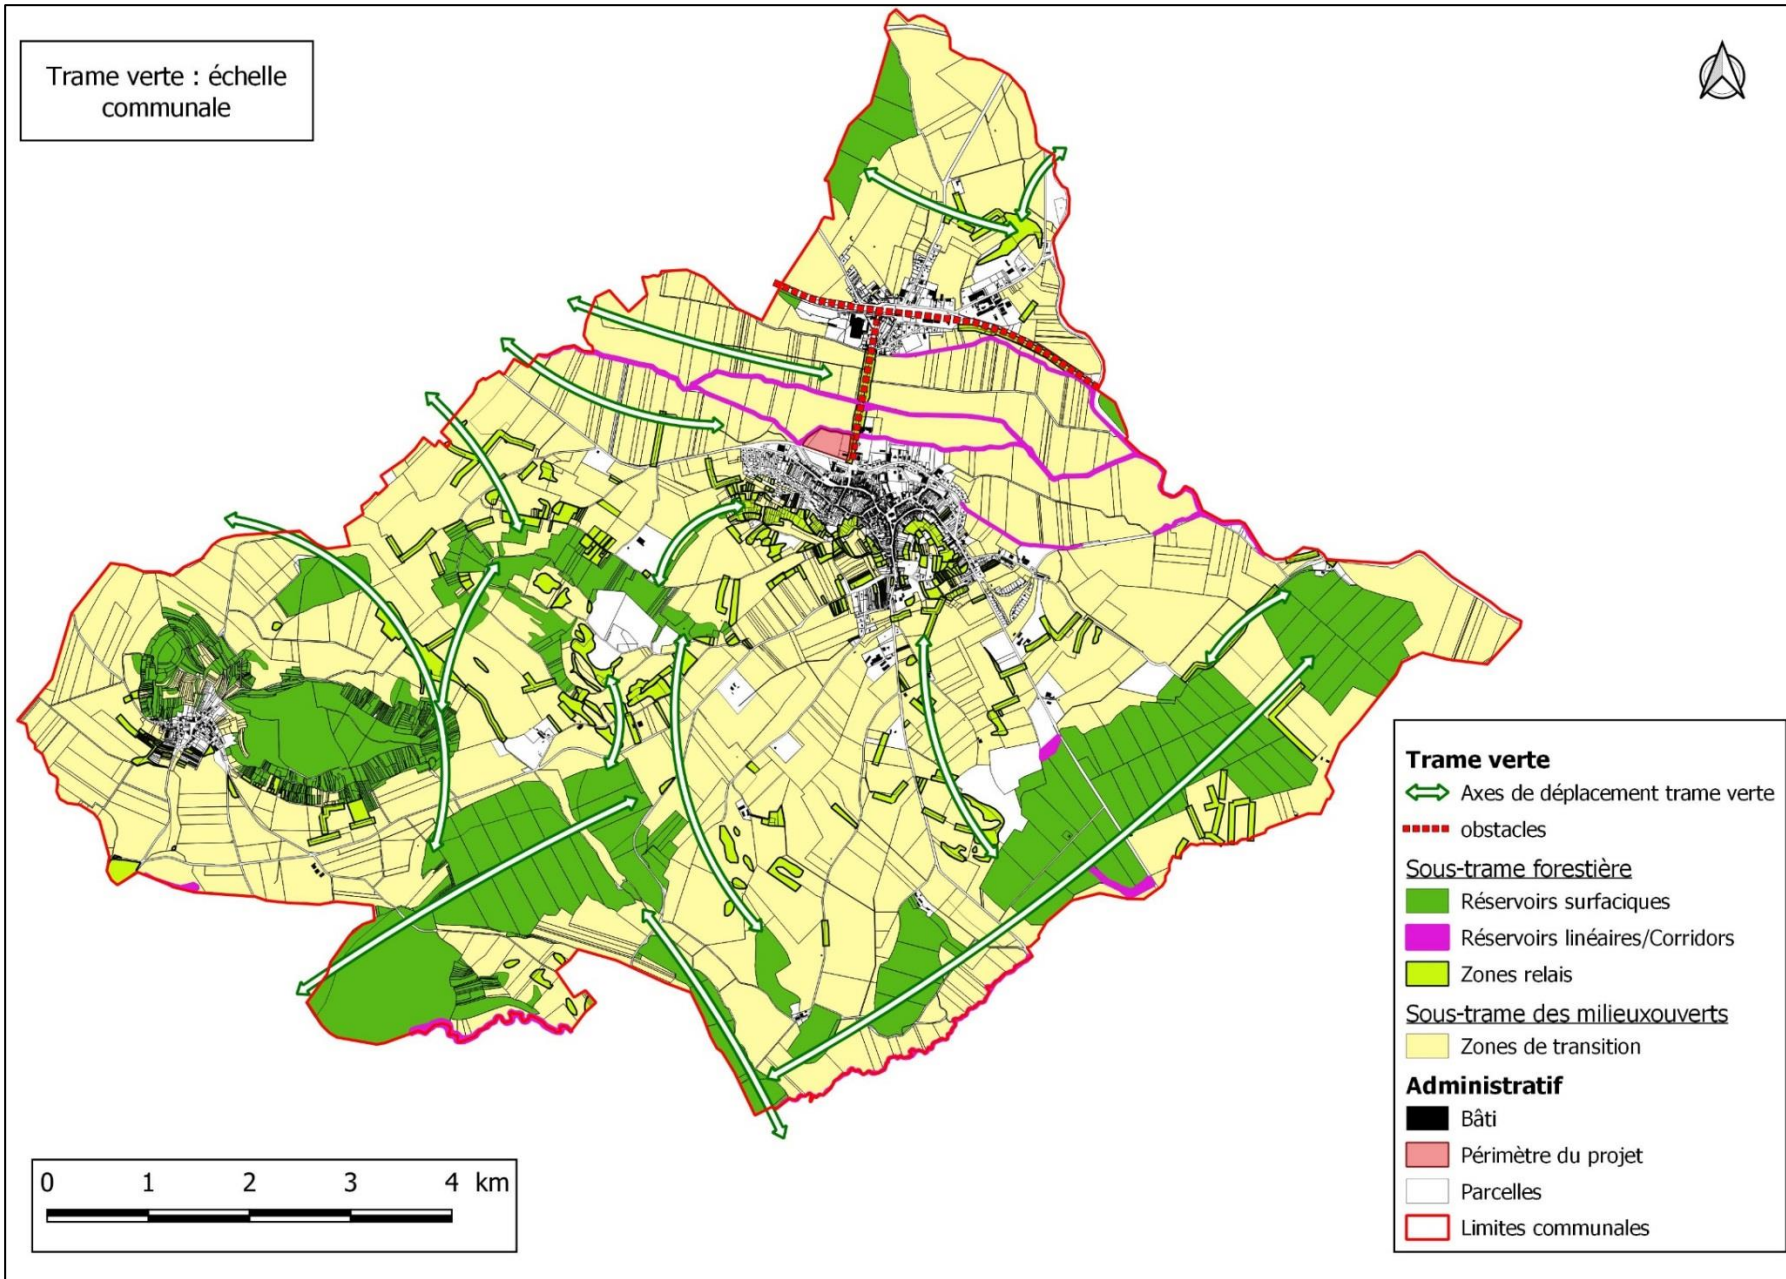 Trame verte : échelle
communale
Trame verte
Axes de déplacement trame verte
obstacles
Sous-trame forestière
Réservoirs surfaciques
Réservoirs linéaires/Corridors
Zones relais
Sous-trame des milieuxouverts
Zones de transition
Administratif
Bâti
Périmètre du projet
Parcelles
Limites communales
0 1 2 3 4 km